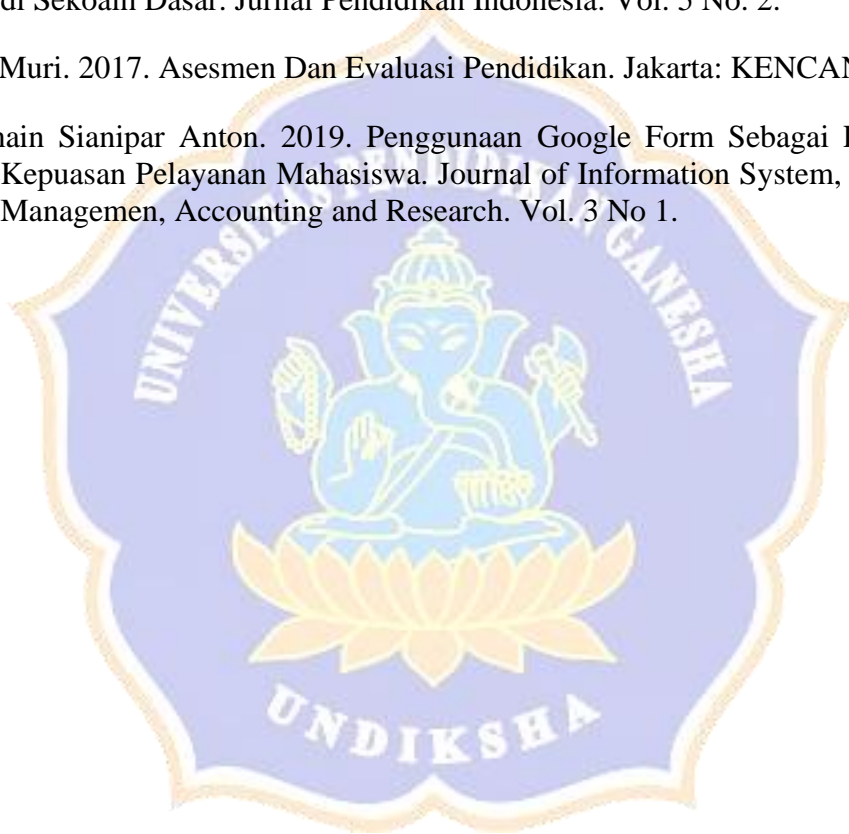 di Sekoalh Dasar. Jurnal Pendidikan Indonesia. Vol. 5 No. 2.
Muri. 2017. Asesmen Dan Evaluasi Pendidikan. Jakarta: KENCAN
nain Sianipar Anton. 2019. Penggunaan Google Form Sebagai
Kepuasan Pelayanan Mahasiswa. Journal of Information System,
Managemen, Accounting and Research. Vol. 3 No 1.
UNIVERSITAS PENDIDIKAN GANESHA
UNDIKSHA